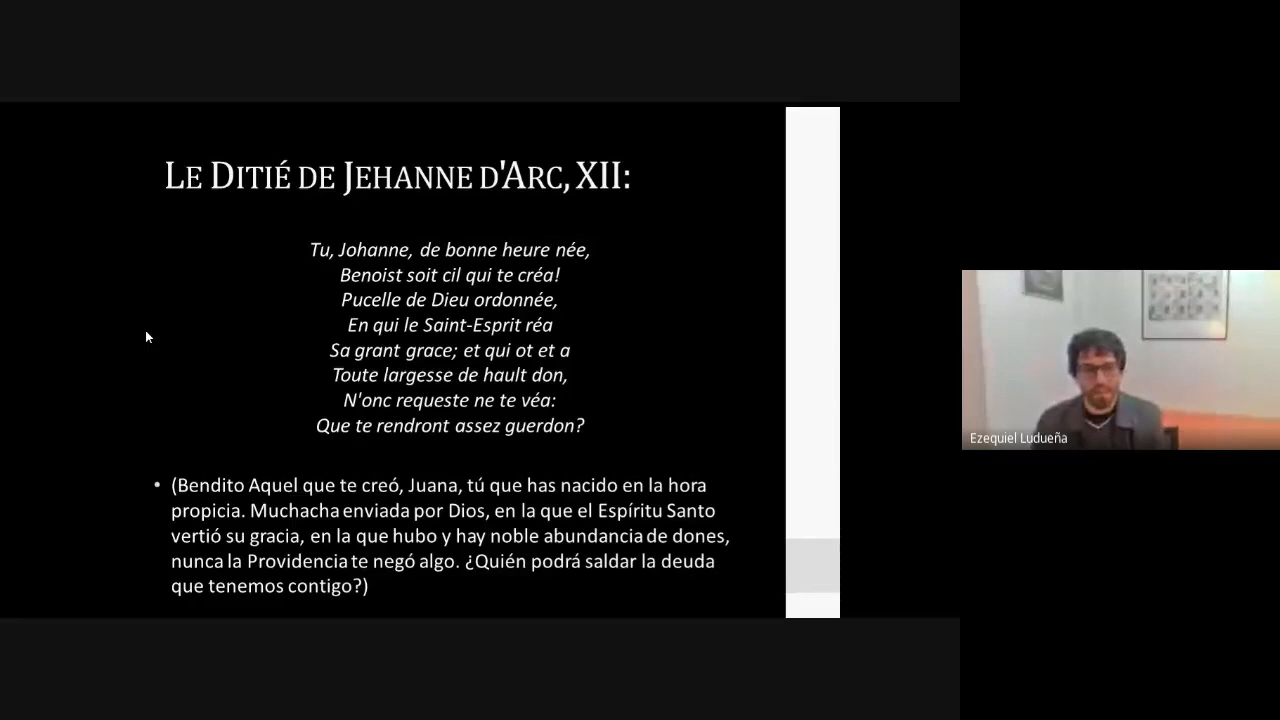 LE DITIÉ DE JEHANNE D'ARC, XII:
Tu, Johanne, de bonne heure née,
Benoist soit cil qui te créa!
Pucelle de Dieu ordonnée,
En qui le Saint-Esprit réa
Sa grant grace; et qui ot et a
Toute largesse de hault don,
N'onc requeste ne te véa:
Que te rendront assez guerdon?
• (Bendito Aquel que te creó, Juana, tú que has nacido en la hora
propicia. Muchacha enviada por Dios, en la que el Espíritu Santo
vertió su gracia, en la que hubo y hay noble abundancia de dones,
nunca la Providencia te negó algo. ¿Quién podrá saldar la deuda
que tenemos contigo?)
Ezequiel Ludueña